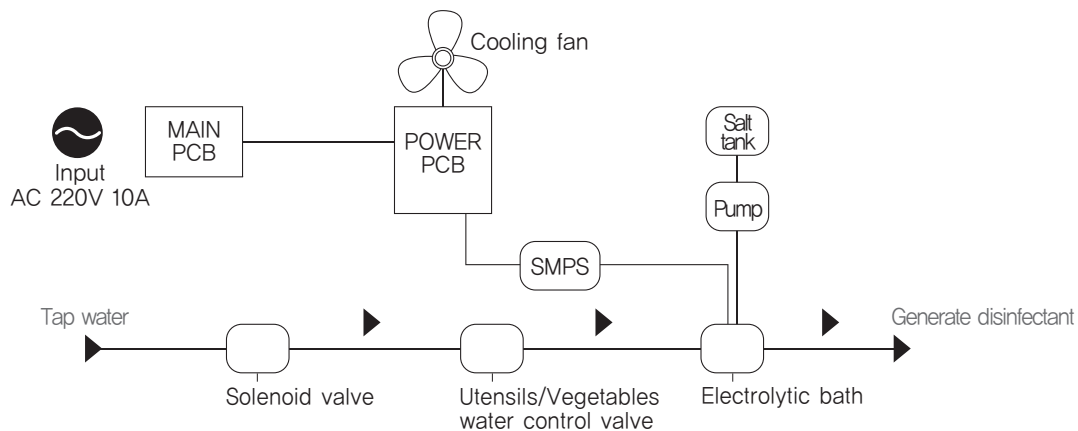 Cooling fan
MAIN
PCB
POWER
PCB
Salt
tank
Input
AC 220V 10A
Pump
SMPS
Tap water
Generate disinfectant
Solenoid valve
Utensils/Vegetables
water control valve
Electrolytic bath